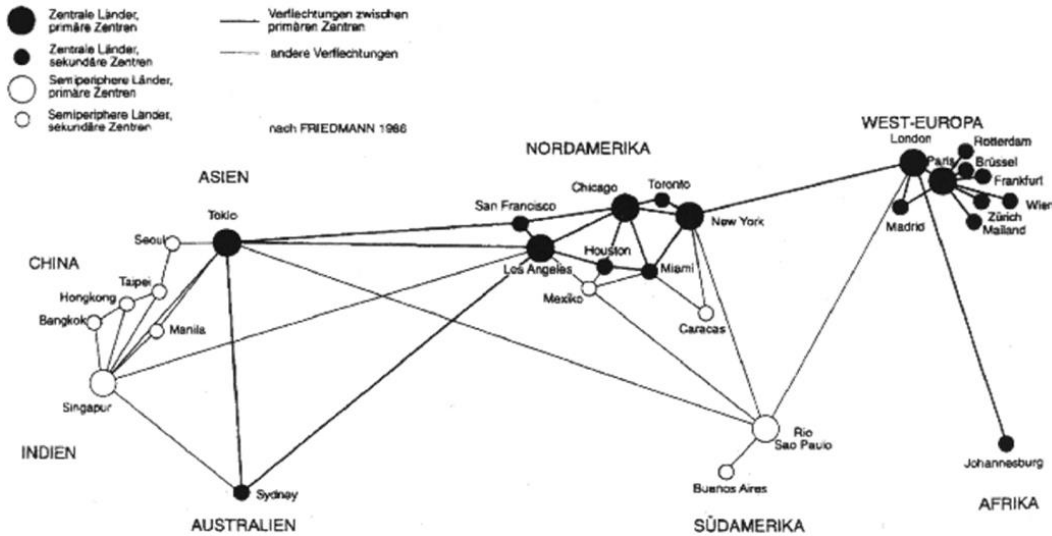 Zentrale Länder,
primäre Zentren
Zentrale Länder,
sekundäre Zentren
Semiperiphere Länder,
primäre Zentren
Semiperiphere Länder,
sekundäre Zentren
Verflechtungen zwischen
primären Zentren
andere Verflechtungen
nach FRIEDMANN 1986
WEST-EUROPA
London
Rotterdam
Paris
Brüssel
Frankfurt
Wien
Zürich
Mailand
Madrid
NORDAMERIKA
Chicago
Toronto
San Francisco
New York
Houston
Los Angeles
Miami
Mexiko
Caracas
ASIEN
Tokio
Seoul
CHINA
Taipei
Hongkong
Bangkok
Manila
Singapur
INDIEN
Sydney
AUSTRALIEN
Rio
Sao Paulo
Buenos Aires
SÜDAMERIKA
Johannesburg
AFRIKA